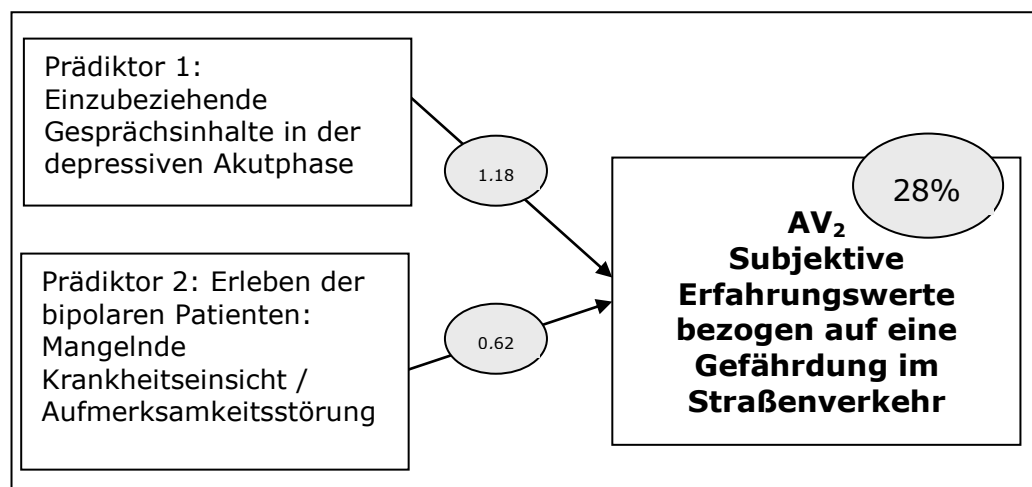 Prädiktor 1:
Einzubeziehende
Gesprächsinhalte in der
depressiven Akutphase
1.18
28%
AV₂
Subjektive
Erfahrungswerte
bezogen auf eine
Gefährdung im
Straßenverkehr
Prädiktor 2: Erleben der
bipolaren Patienten:
Mangelnde
Krankheitseinsicht /
Aufmerksamkeitsstörung
0.62